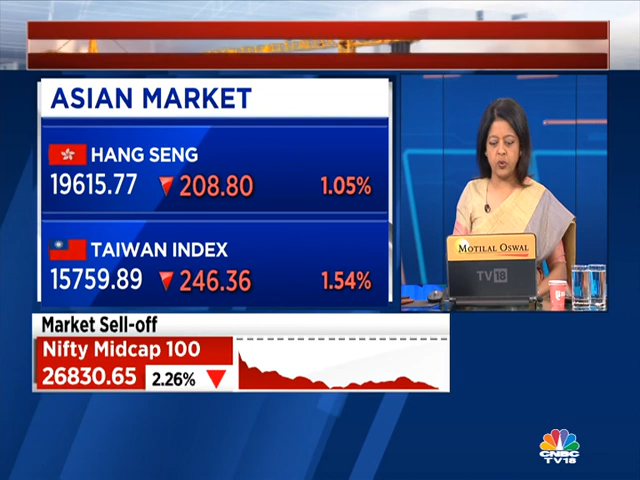 ASIAN MARKET
HANG SENG
19615.77 ▼ 208.80 1.05%
TAIWAN INDEX
15759.89 ▼ 246.36 1.54%
MOTILAL OSWAL
TV18
Market Sell-off
Nifty Midcap 100
26830.65 2.26% ▼
CNBC
TV18